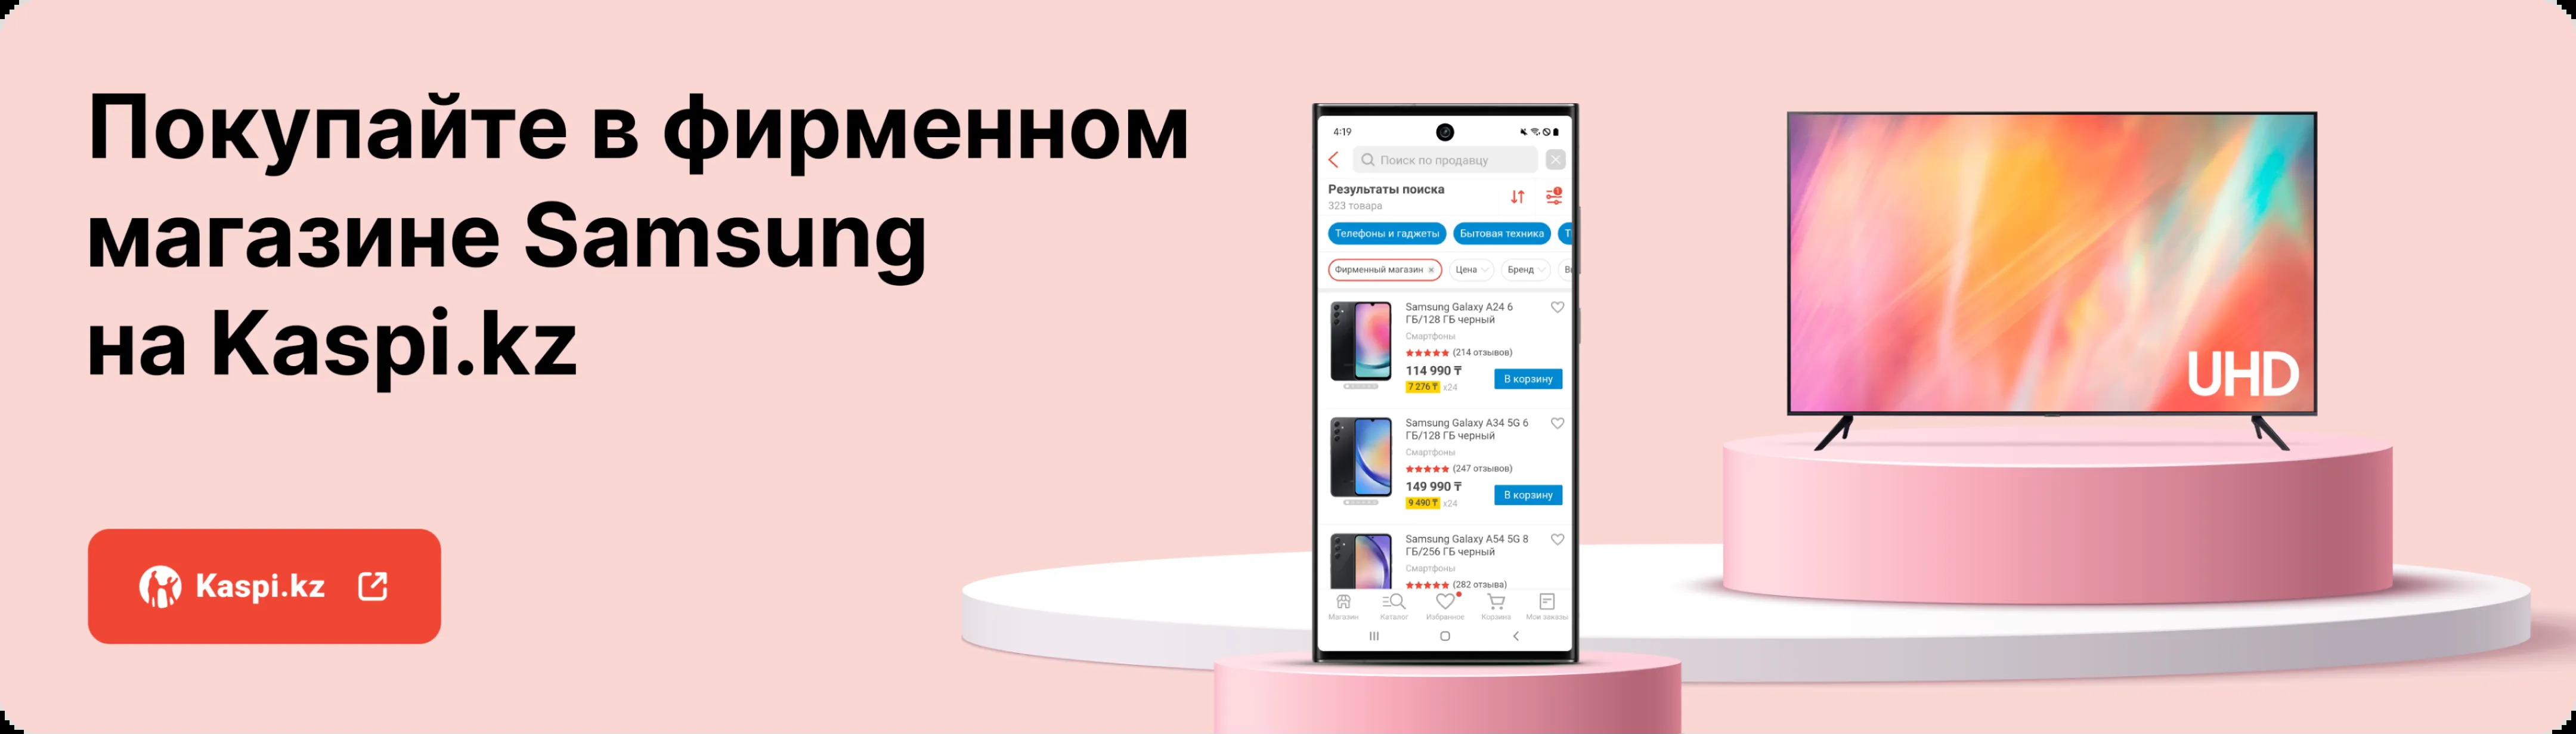 Покупайте в фирменном
магазине Samsung
на Kaspi.kz
Kaspi.kz
4:19
Поиск по продавцу
Результаты поиска
323 товара
Телефоны и гаджеты Бытовая техника
Фирменный магазин Цена Бренд
Samsung Galaxy A24 6
ГБ/128 ГБ черный
Смартфоны
(214 отзывов)
114 990 ₸
7 276 ₸ x24
В корзину
Samsung Galaxy A34 5G 6
ГБ/128 ГБ черный
Смартфоны
(247 отзывов)
149 990 ₸
9 490 ₸ x24
В корзину
Samsung Galaxy A54 5G 8
ГБ/256 ГБ черный
Смартфоны
(282 отзыва)
Магазин Каталог Избранное Корзина Мои заказы
UHD